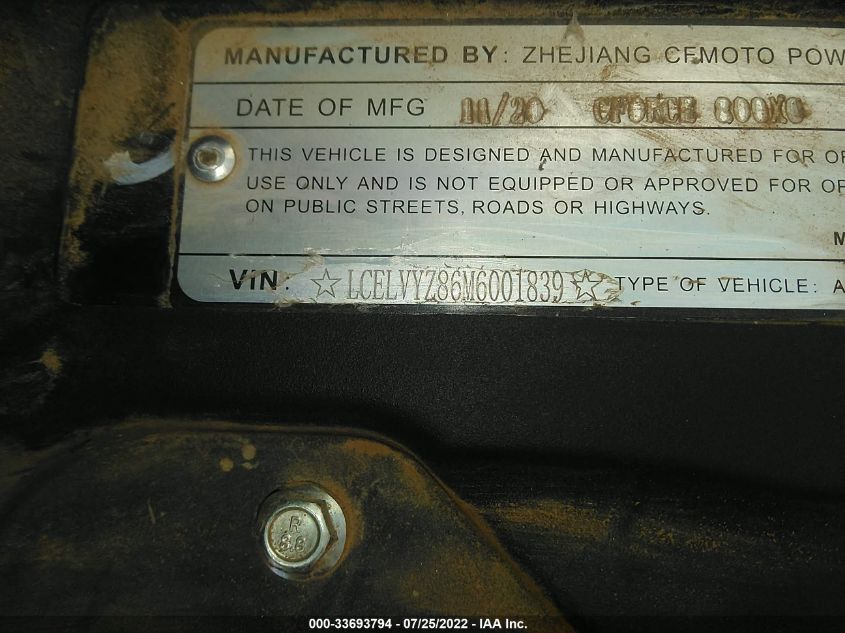 MANUFACTURED BY: ZHEJIANG CFMOTO POW
DATE OF MFG 11/20 CFORCE 800XC
THIS VEHICLE IS DESIGNED AND MANUFACTURED FOR OF
USE ONLY AND IS NOT EQUIPPED OR APPROVED FOR OP
ON PUBLIC STREETS, ROADS OR HIGHWAYS.
M
VIN: ☆LCELVYZ86M6001839☆ TYPE OF VEHICLE: A
R
8.8
000-33693794 - 07/25/2022 - IAA Inc.